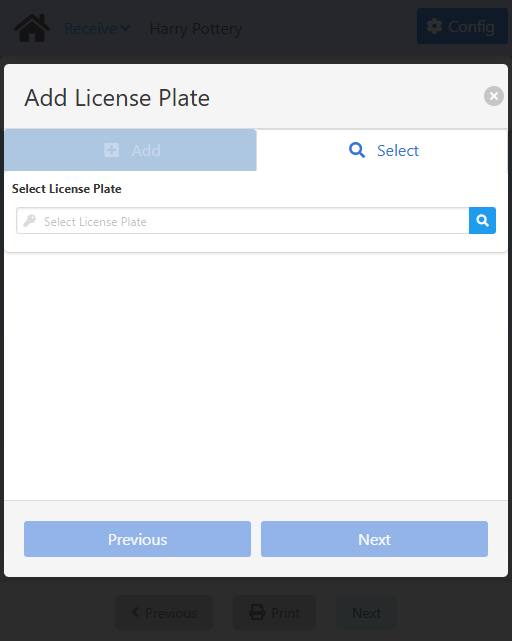 Receive Harry Pottery Config
Add License Plate
Add Select
Select License Plate
Select License Plate
Previous Next
Previous Print Next